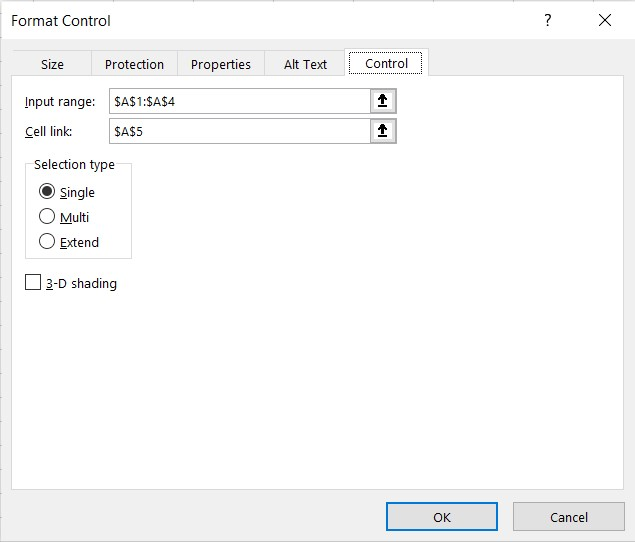 Format Control ?
Size Protection Properties Alt Text Control
Input range: $A$1:$A$4
Cell link: $A$5
Selection type
Single
Multi
Extend
3-D shading
OK Cancel